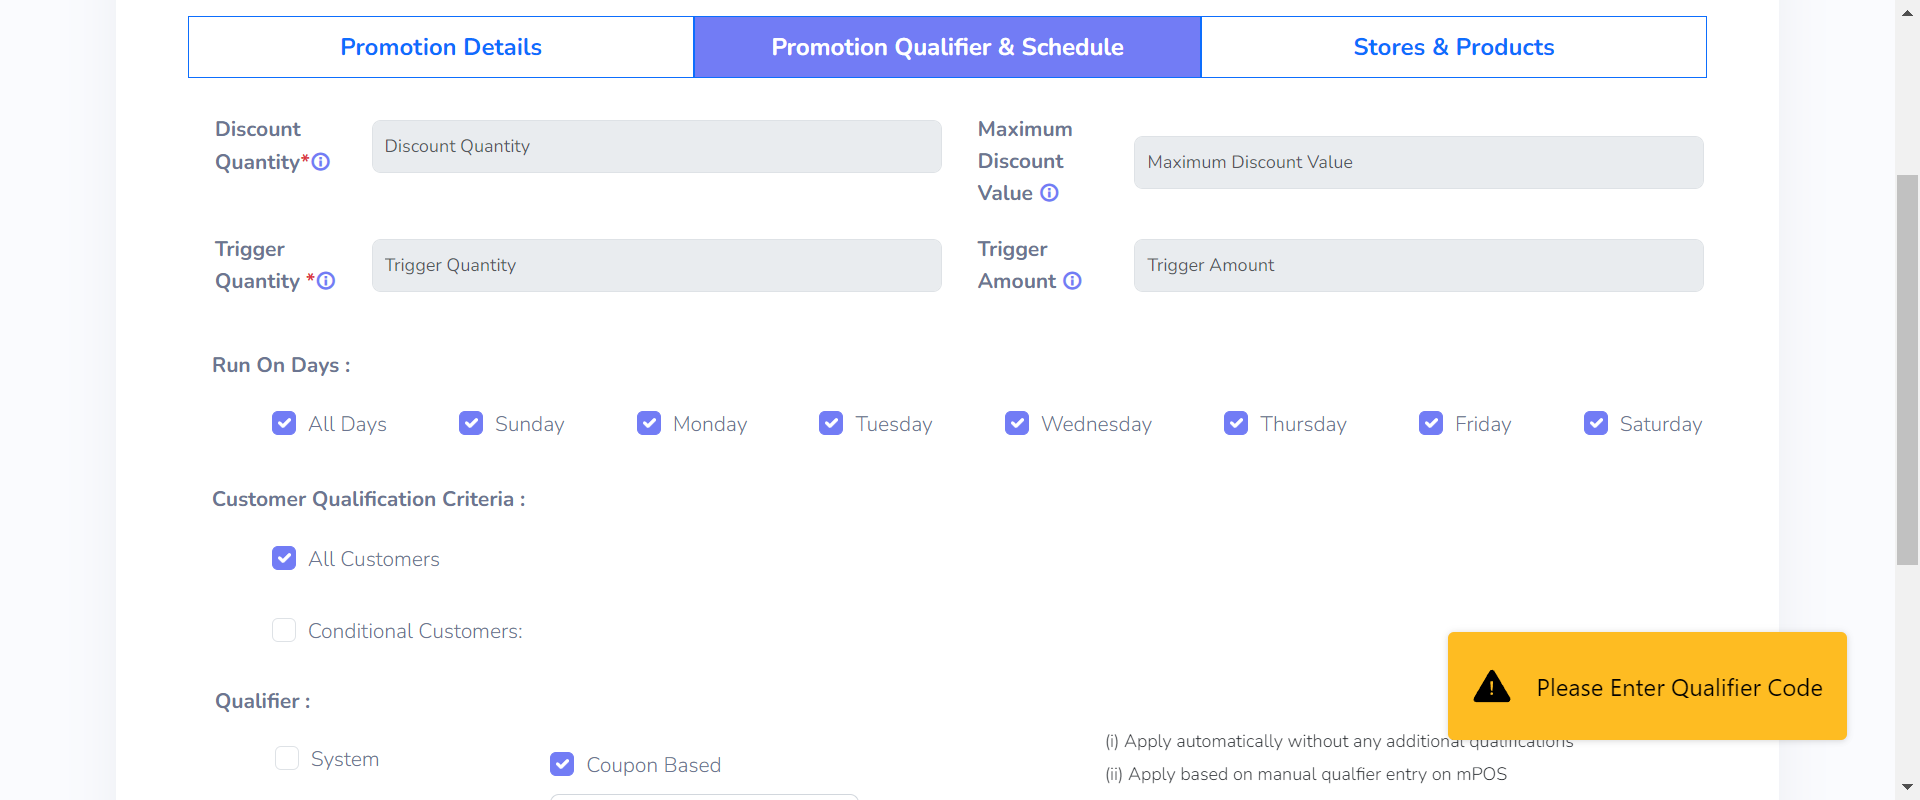 Promotion Details
Promotion Qualifier & Schedule
Stores & Products
Discount
Quantity*
Discount Quantity
Maximum
Discount
Value
Maximum Discount Value
Trigger
Quantity *
Trigger Quantity
Trigger
Amount
Trigger Amount
Run On Days :
All Days
Sunday
Monday
Tuesday
Wednesday
Thursday
Friday
Saturday
Customer Qualification Criteria :
All Customers
Conditional Customers:
Please Enter Qualifier Code
Qualifier :
System
Coupon Based
(i) Apply automatically without any additional qualifications
(ii) Apply based on manual qualfier entry on mPOS